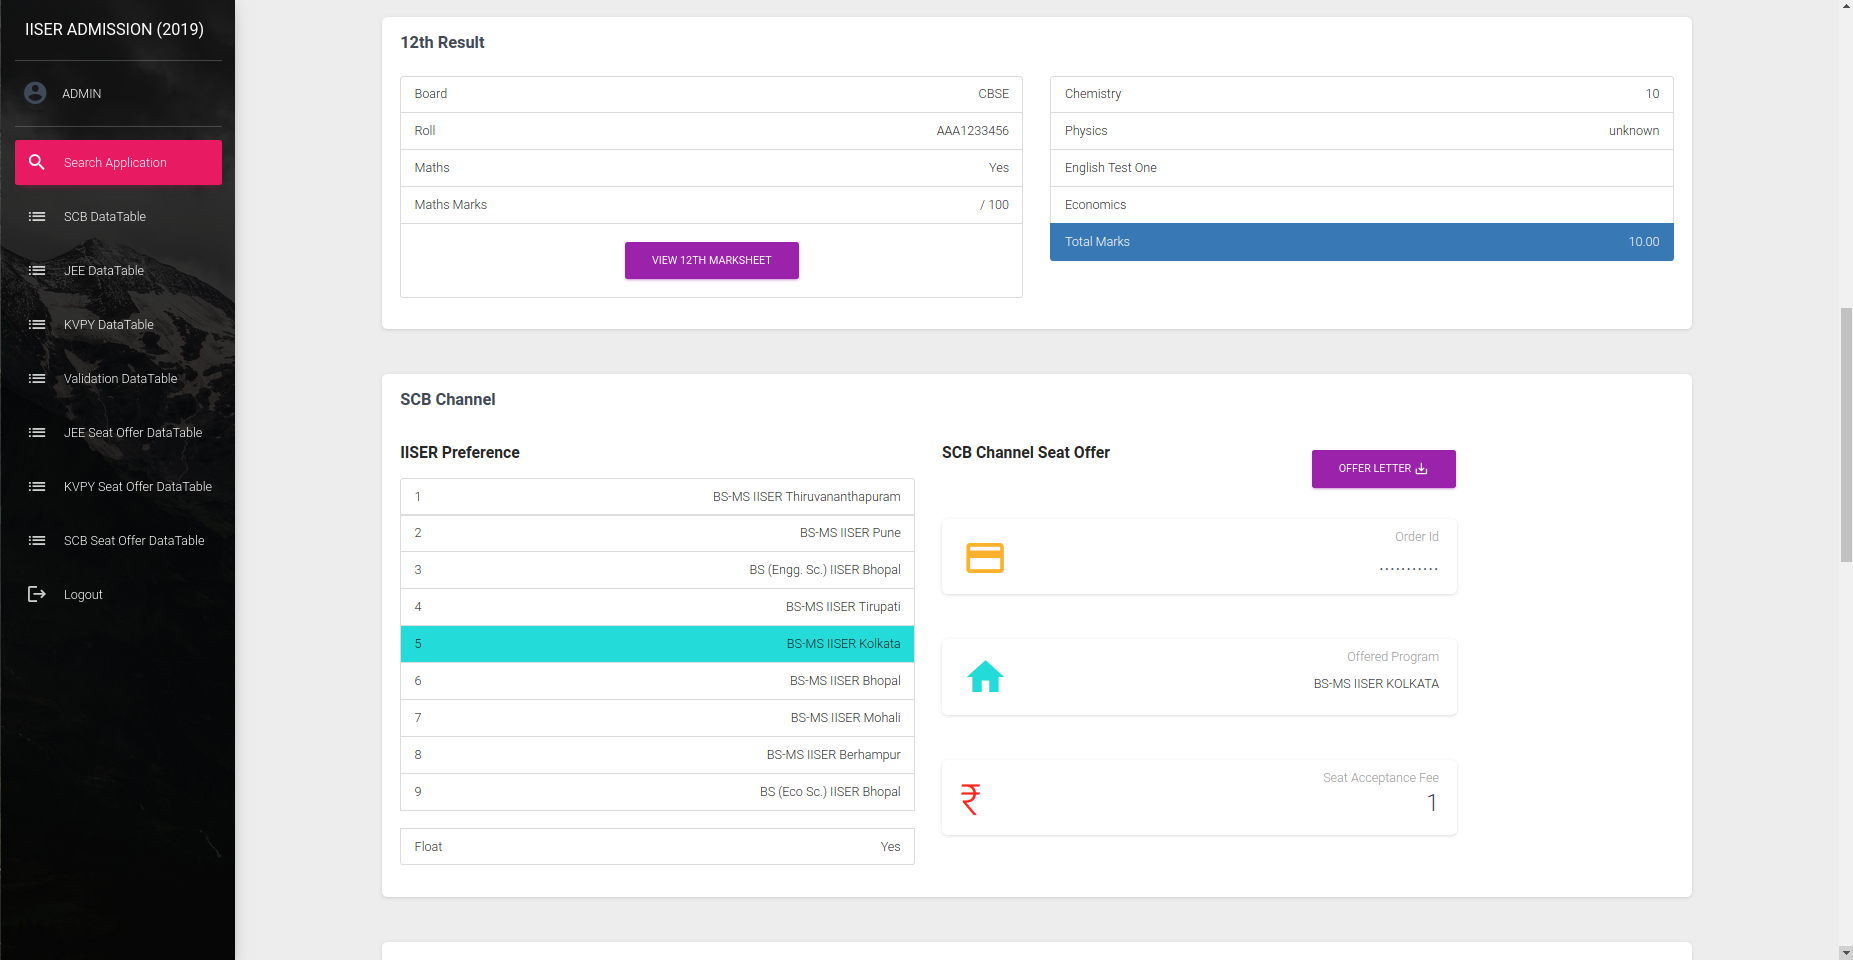 IISER ADMISSION (2019)
ADMIN
Search Application
SCB DataTable
JEE DataTable
KVPY DataTable
Validation DataTable
JEE Seat Offer DataTable
KVPY Seat Offer DataTable
SCB Seat Offer DataTable
Logout
12th Result
Board CBSE
Roll AAA1233456
Maths Yes
Maths Marks / 100
VIEW 12TH MARKSHEET
Chemistry 10
Physics unknown
English Test One
Economics
Total Marks 10.00
SCB Channel
IISER Preference
1 BS-MS IISER Thiruvananthapuram
2 BS-MS IISER Pune
3 BS (Engg. Sc.) IISER Bhopal
4 BS-MS IISER Tirupati
5 BS-MS IISER Kolkata
6 BS-MS IISER Bhopal
7 BS-MS IISER Mohali
8 BS-MS IISER Berhampur
9 BS (Eco Sc.) IISER Bhopal
Float Yes
SCB Channel Seat Offer
OFFER LETTER
Order Id
...........
Offered Program
BS-MS IISER KOLKATA
₹
Seat Acceptance Fee
1